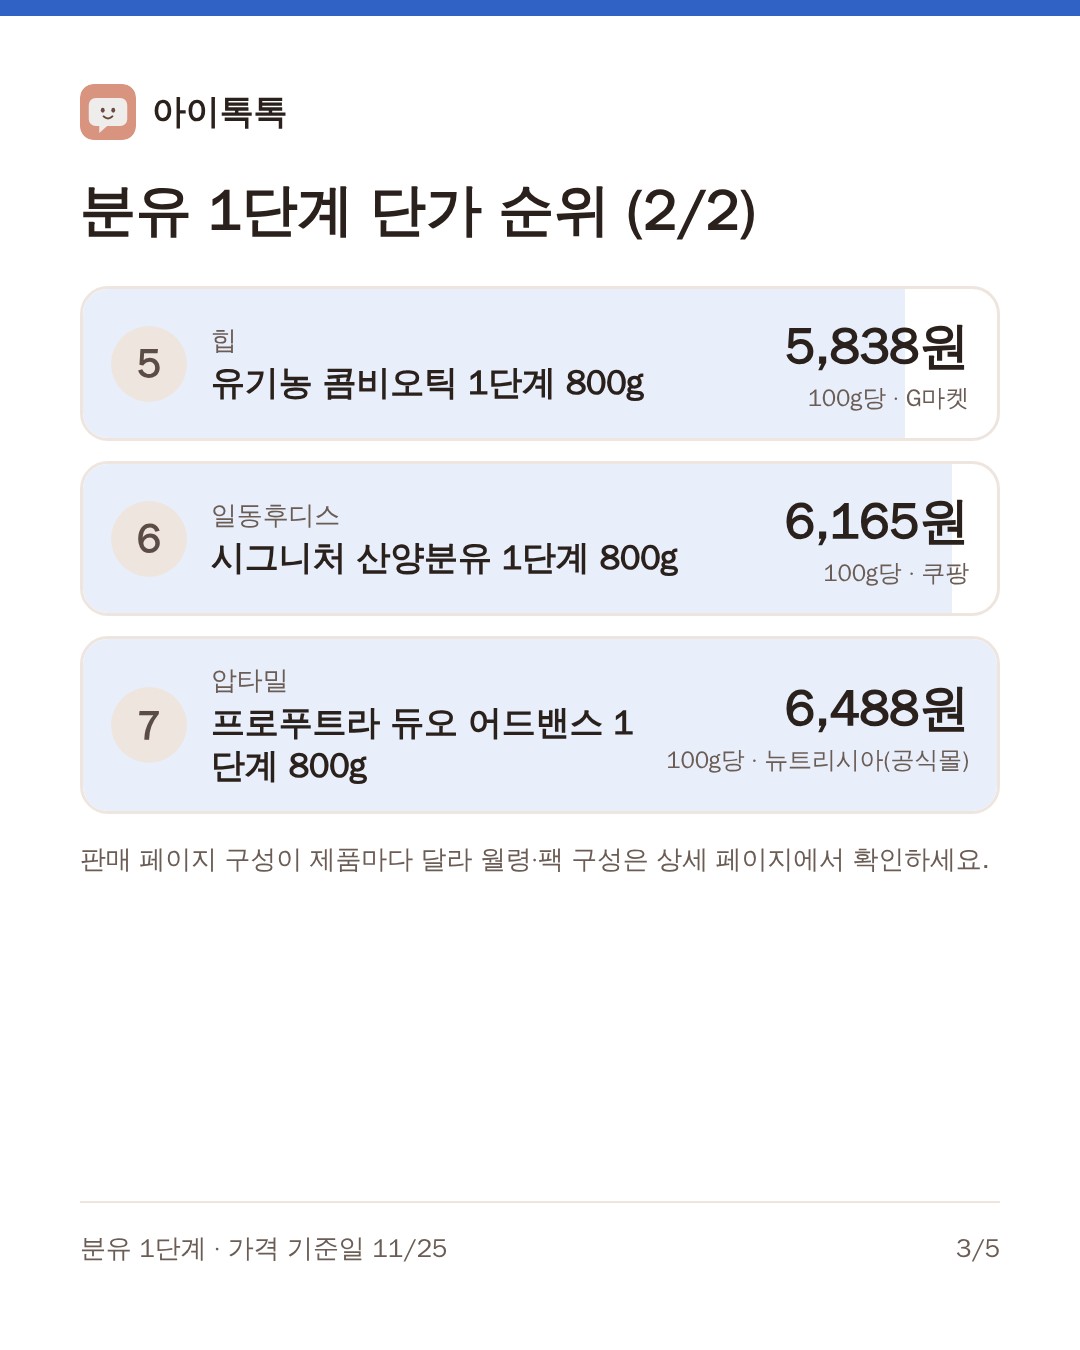 아이톡톡
분유 1단계 단가 순위 (2/2)
5
힙
유기농 콤비오틱 1단계 800g
5,838원
100g당 · G마켓
6
일동후디스
시그니처 산양분유 1단계 800g
6,165원
100g당 · 쿠팡
7
압타밀
프로푸트라 듀오 어드밴스 1
단계 800g
6,488원
100g당 · 뉴트리시아(공식몰)
판매 페이지 구성이 제품마다 달라 월령·팩 구성은 상세 페이지에서 확인하세요.
분유 1단계 · 가격 기준일 11/25
3/5